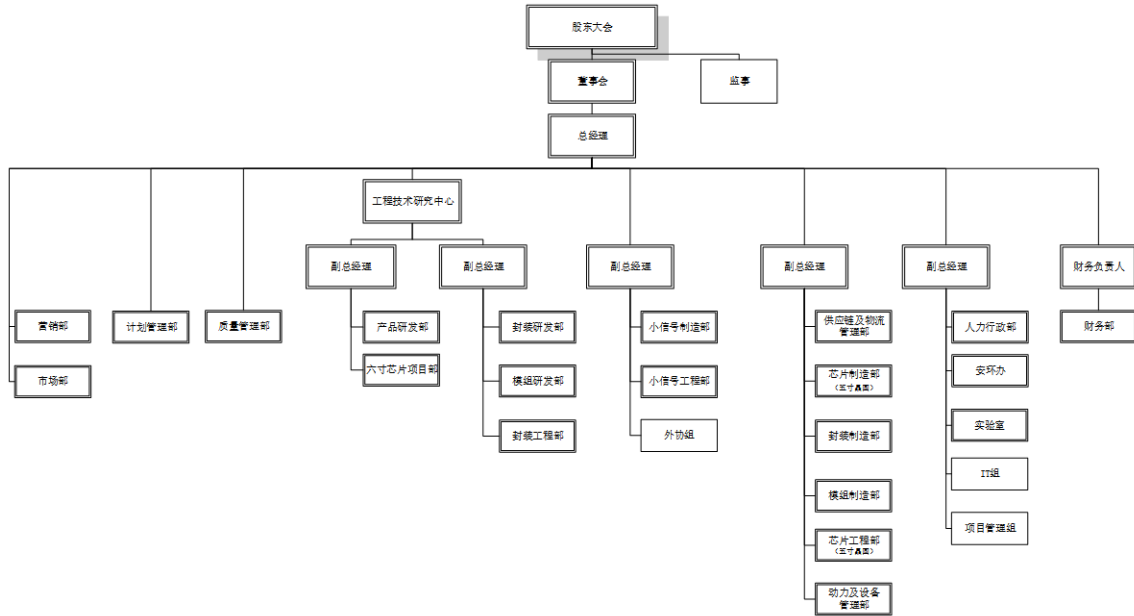 股东大会
董事会
监事
总经理
工程技术研究中心
副总经理
副总经理
副总经理
副总经理
副总经理
财务负责人
营销部
计划管理部
质量管理部
产品研发部
封装研发部
小信号制造部
供应链及物流
管理部
人力行政部
财务部
市场部
六寸芯片项目部
模组研发部
小信号工程部
芯片制造部
（五寸晶圆）
安环办
封装工程部
外协组
封装制造部
实验室
模组制造部
IT组
芯片工程部
（五寸晶圆）
项目管理组
动力及设备
管理部